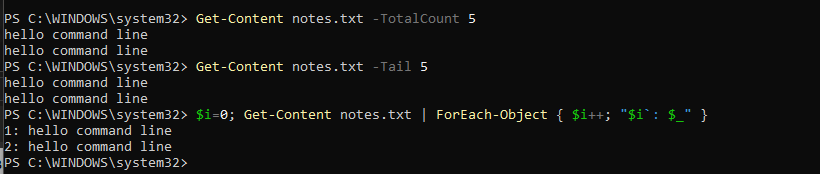 PS C:\WINDOWS\system32> Get-Content notes.txt -TotalCount 5
hello command line
hello command line
PS C:\WINDOWS\system32> Get-Content notes.txt -Tail 5
hello command line
hello command line
PS C:\WINDOWS\system32> $i=0; Get-Content notes.txt | ForEach-Object { $i++; "$i`: $_" }
1: hello command line
2: hello command line
PS C:\WINDOWS\system32>